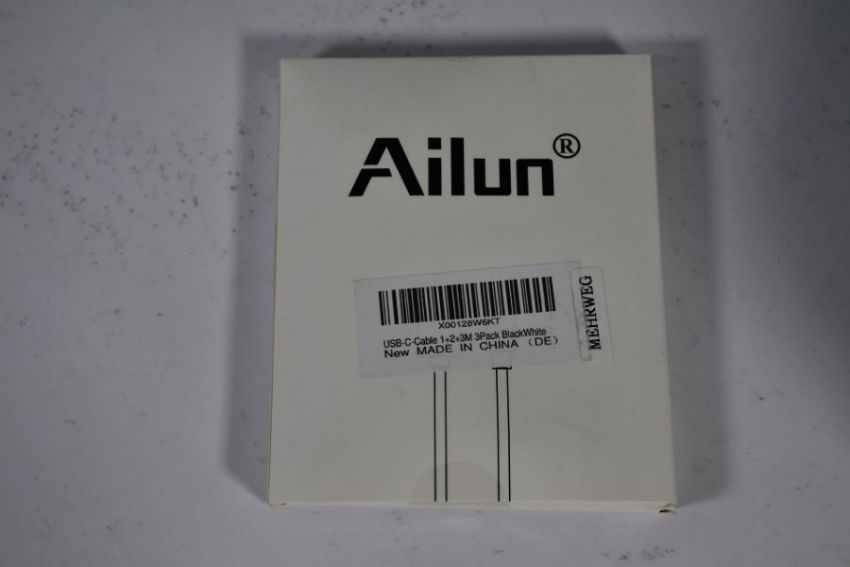 Ailun®
X00128W6KT
USB-C-Cable 1+2+3M 3Pack BlackWhite
New MADE IN CHINA (DE)
MEHRWEG